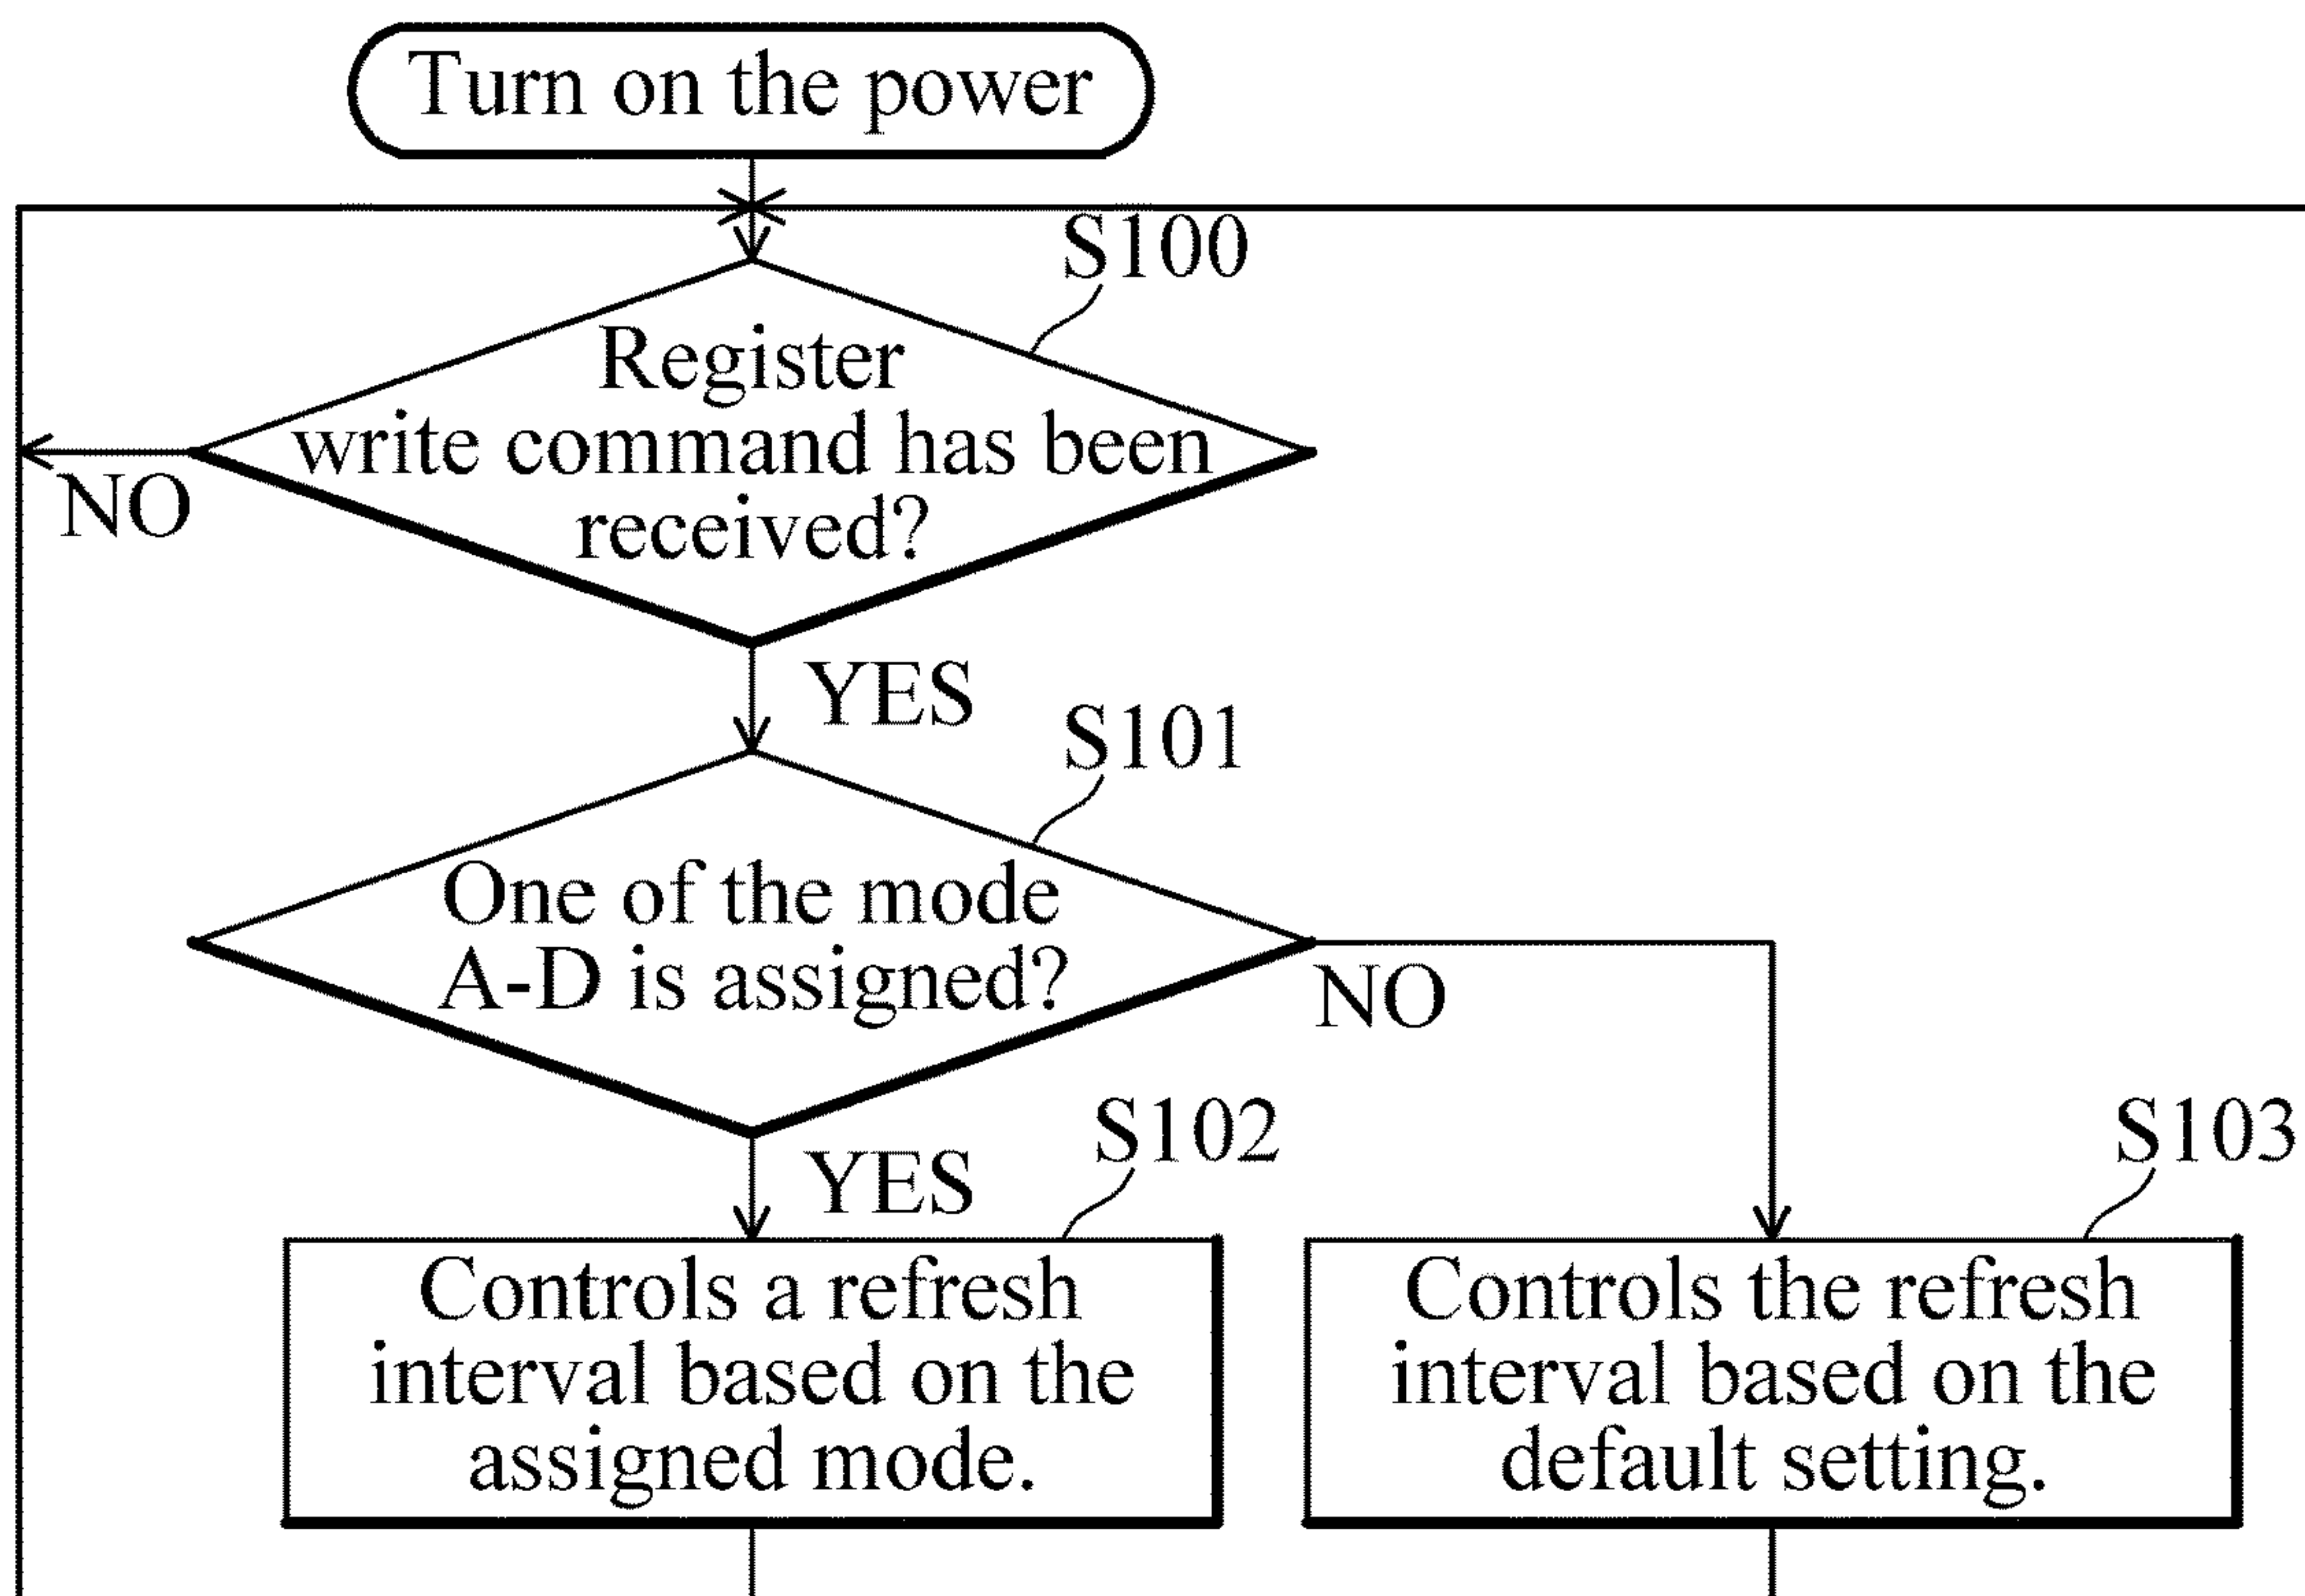 Turn on the power
S100
Register
write command has been
received?
NO
YES
S101
One of the mode
A-D is assigned?
NO
YES
S102
S103
Controls a refresh
interval based on the
assigned mode.
Controls the refresh
interval based on the
default setting.